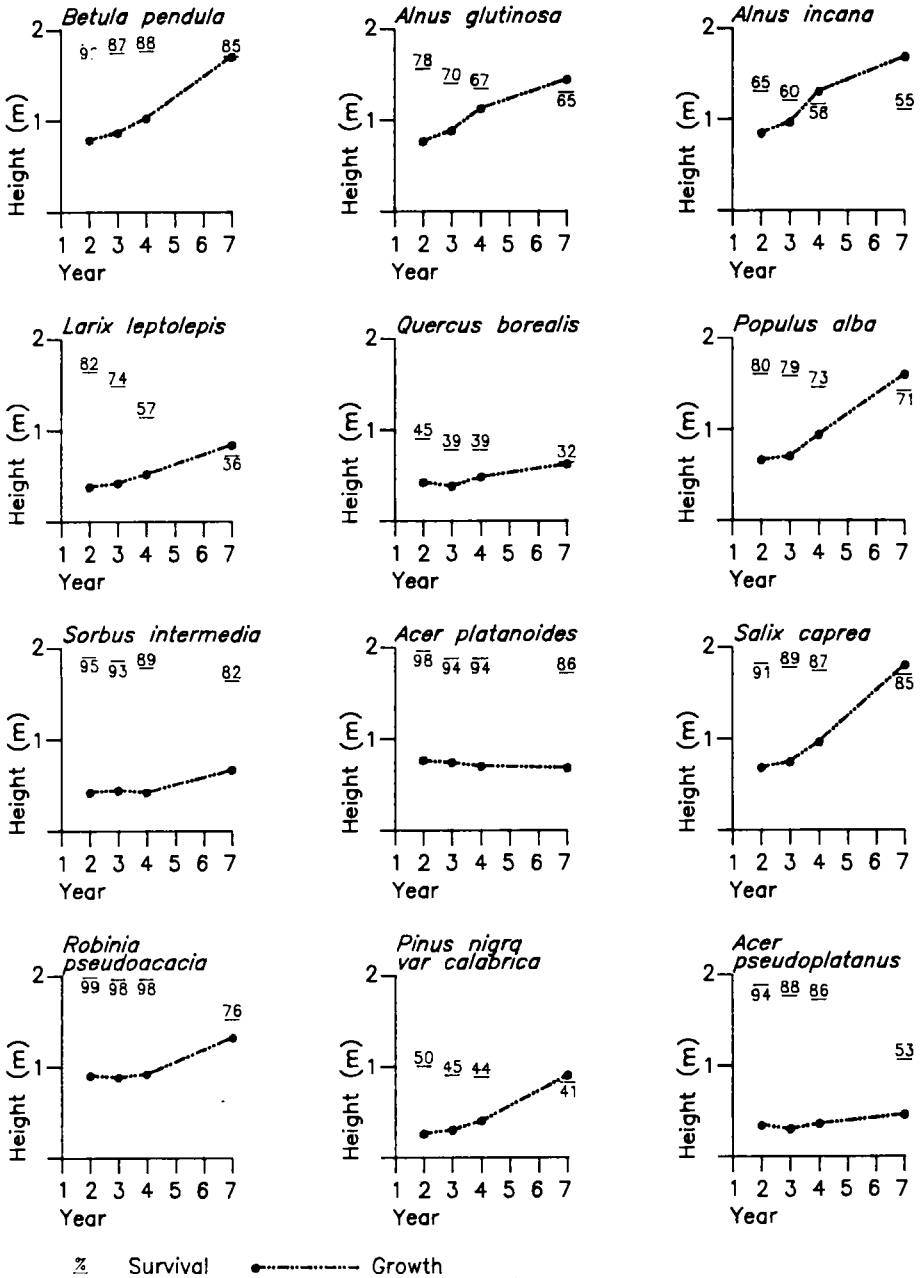 Betula pendula
2
87
88
85
1
Height (m)
1 2 3 4 5 6 7
Year
Alnus glutinosa
2
78
70
67
65
1
Height (m)
1 2 3 4 5 6 7
Year
Alnus incana
2
65
60
58
55
1
Height (m)
1 2 3 4 5 6 7
Year
Larix leptolepis
2
82
74
57
36
1
Height (m)
1 2 3 4 5 6 7
Year
Quercus borealis
2
45
39
39
32
1
Height (m)
1 2 3 4 5 6 7
Year
Populus alba
2
80
79
73
71
1
Height (m)
1 2 3 4 5 6 7
Year
Sorbus intermedia
2
95
93
89
82
1
Height (m)
1 2 3 4 5 6 7
Year
Acer platanoides
2
98
94
94
86
1
Height (m)
1 2 3 4 5 6 7
Year
Salix caprea
2
91
89
87
85
1
Height (m)
1 2 3 4 5 6 7
Year
Robinia
pseudoacacia
2
99
98
98
76
1
Height (m)
1 2 3 4 5 6 7
Year
Pinus nigra
var calabrica
2
50
45
44
41
1
Height (m)
1 2 3 4 5 6 7
Year
Acer
pseudoplatanus
2
94
88
86
53
1
Height (m)
1 2 3 4 5 6 7
Year
% Survival Growth